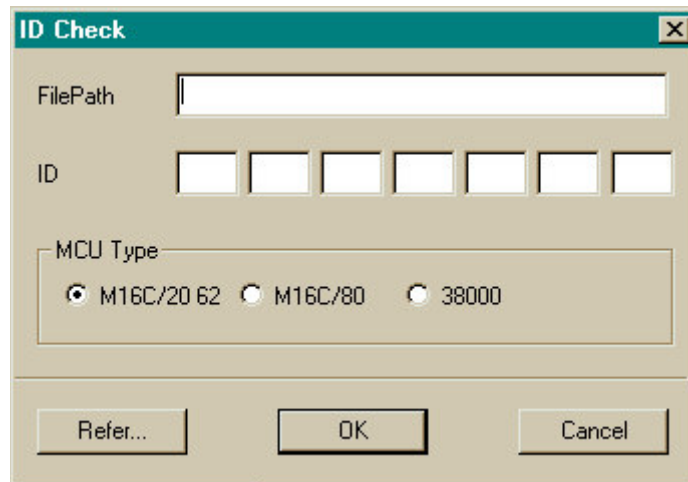 ID Check
FilePath
ID
MCU Type
M16C/20 62 M16C/80 38000
Refer... OK Cancel